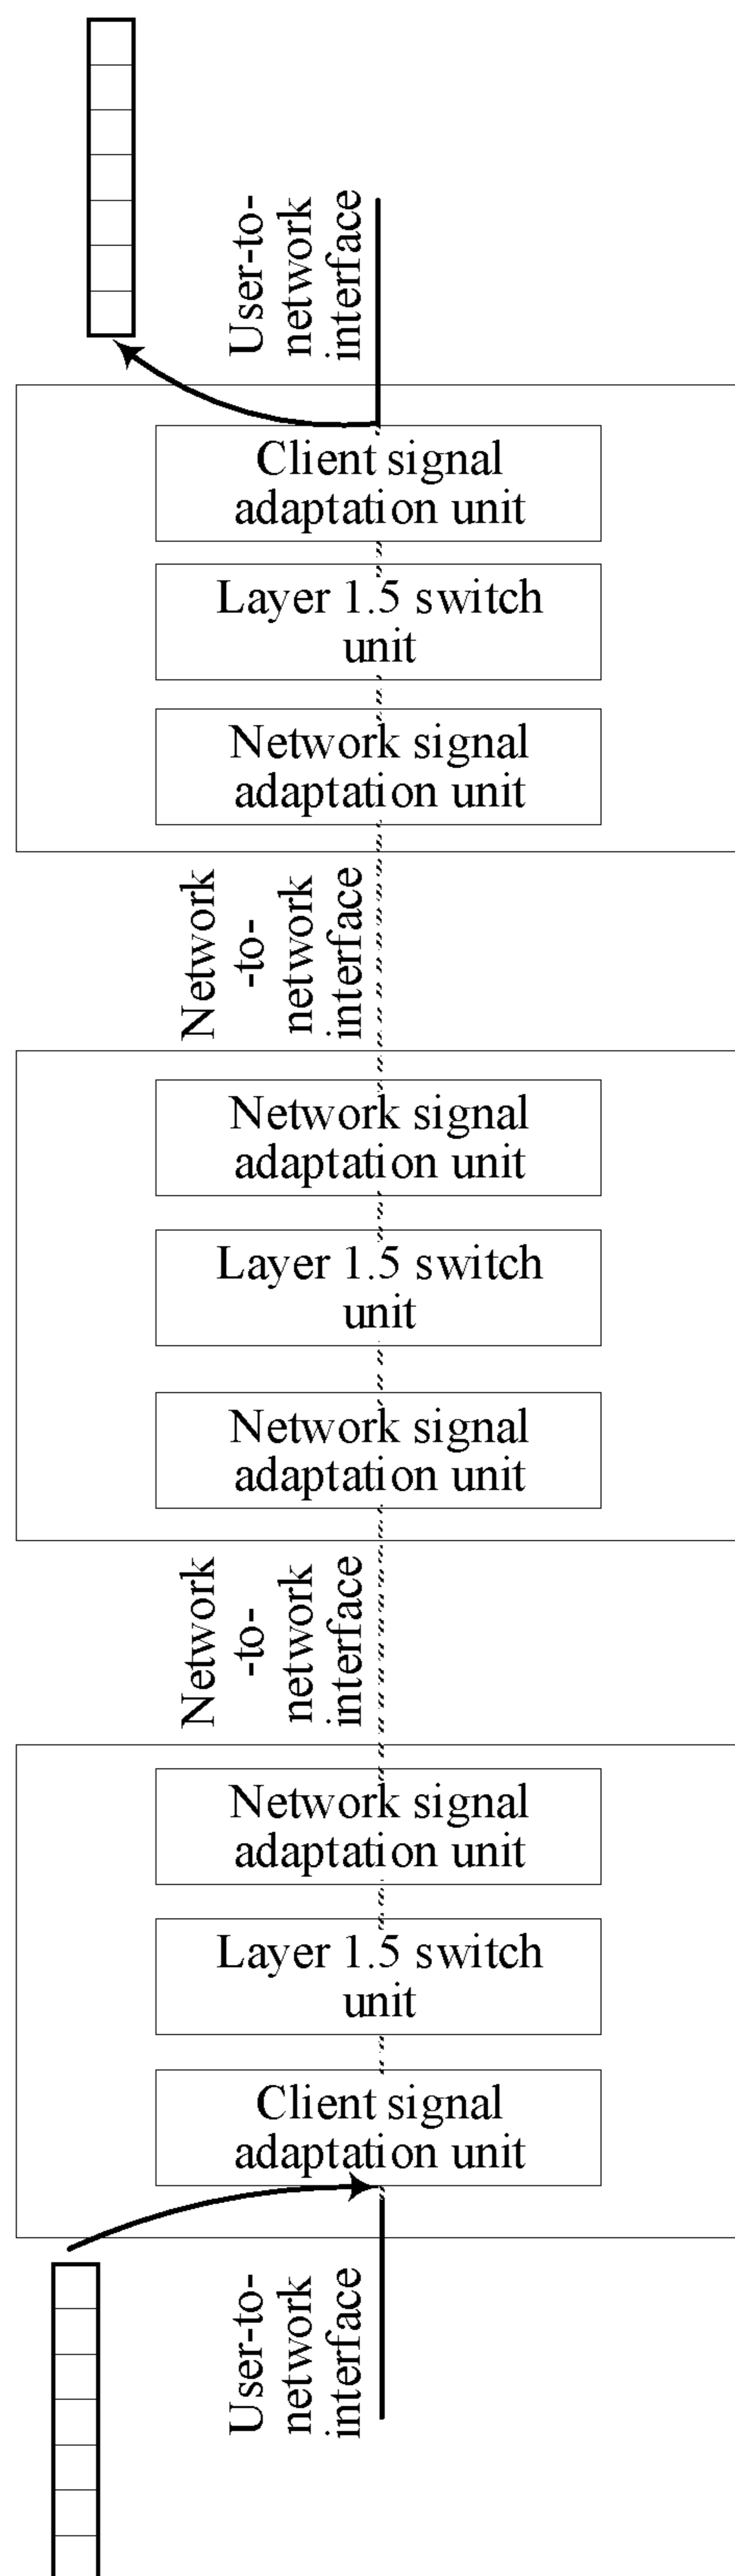 User-to-
network
interface
Client signal
adaptation unit
Layer 1.5 switch
unit
Network signal
adaptation unit
Network
-to-
network
interface
Network signal
adaptation unit
Layer 1.5 switch
unit
Network signal
adaptation unit
Network
-to-
network
interface
Network signal
adaptation unit
Layer 1.5 switch
unit
Client signal
adaptation unit
User-to-
network
interface